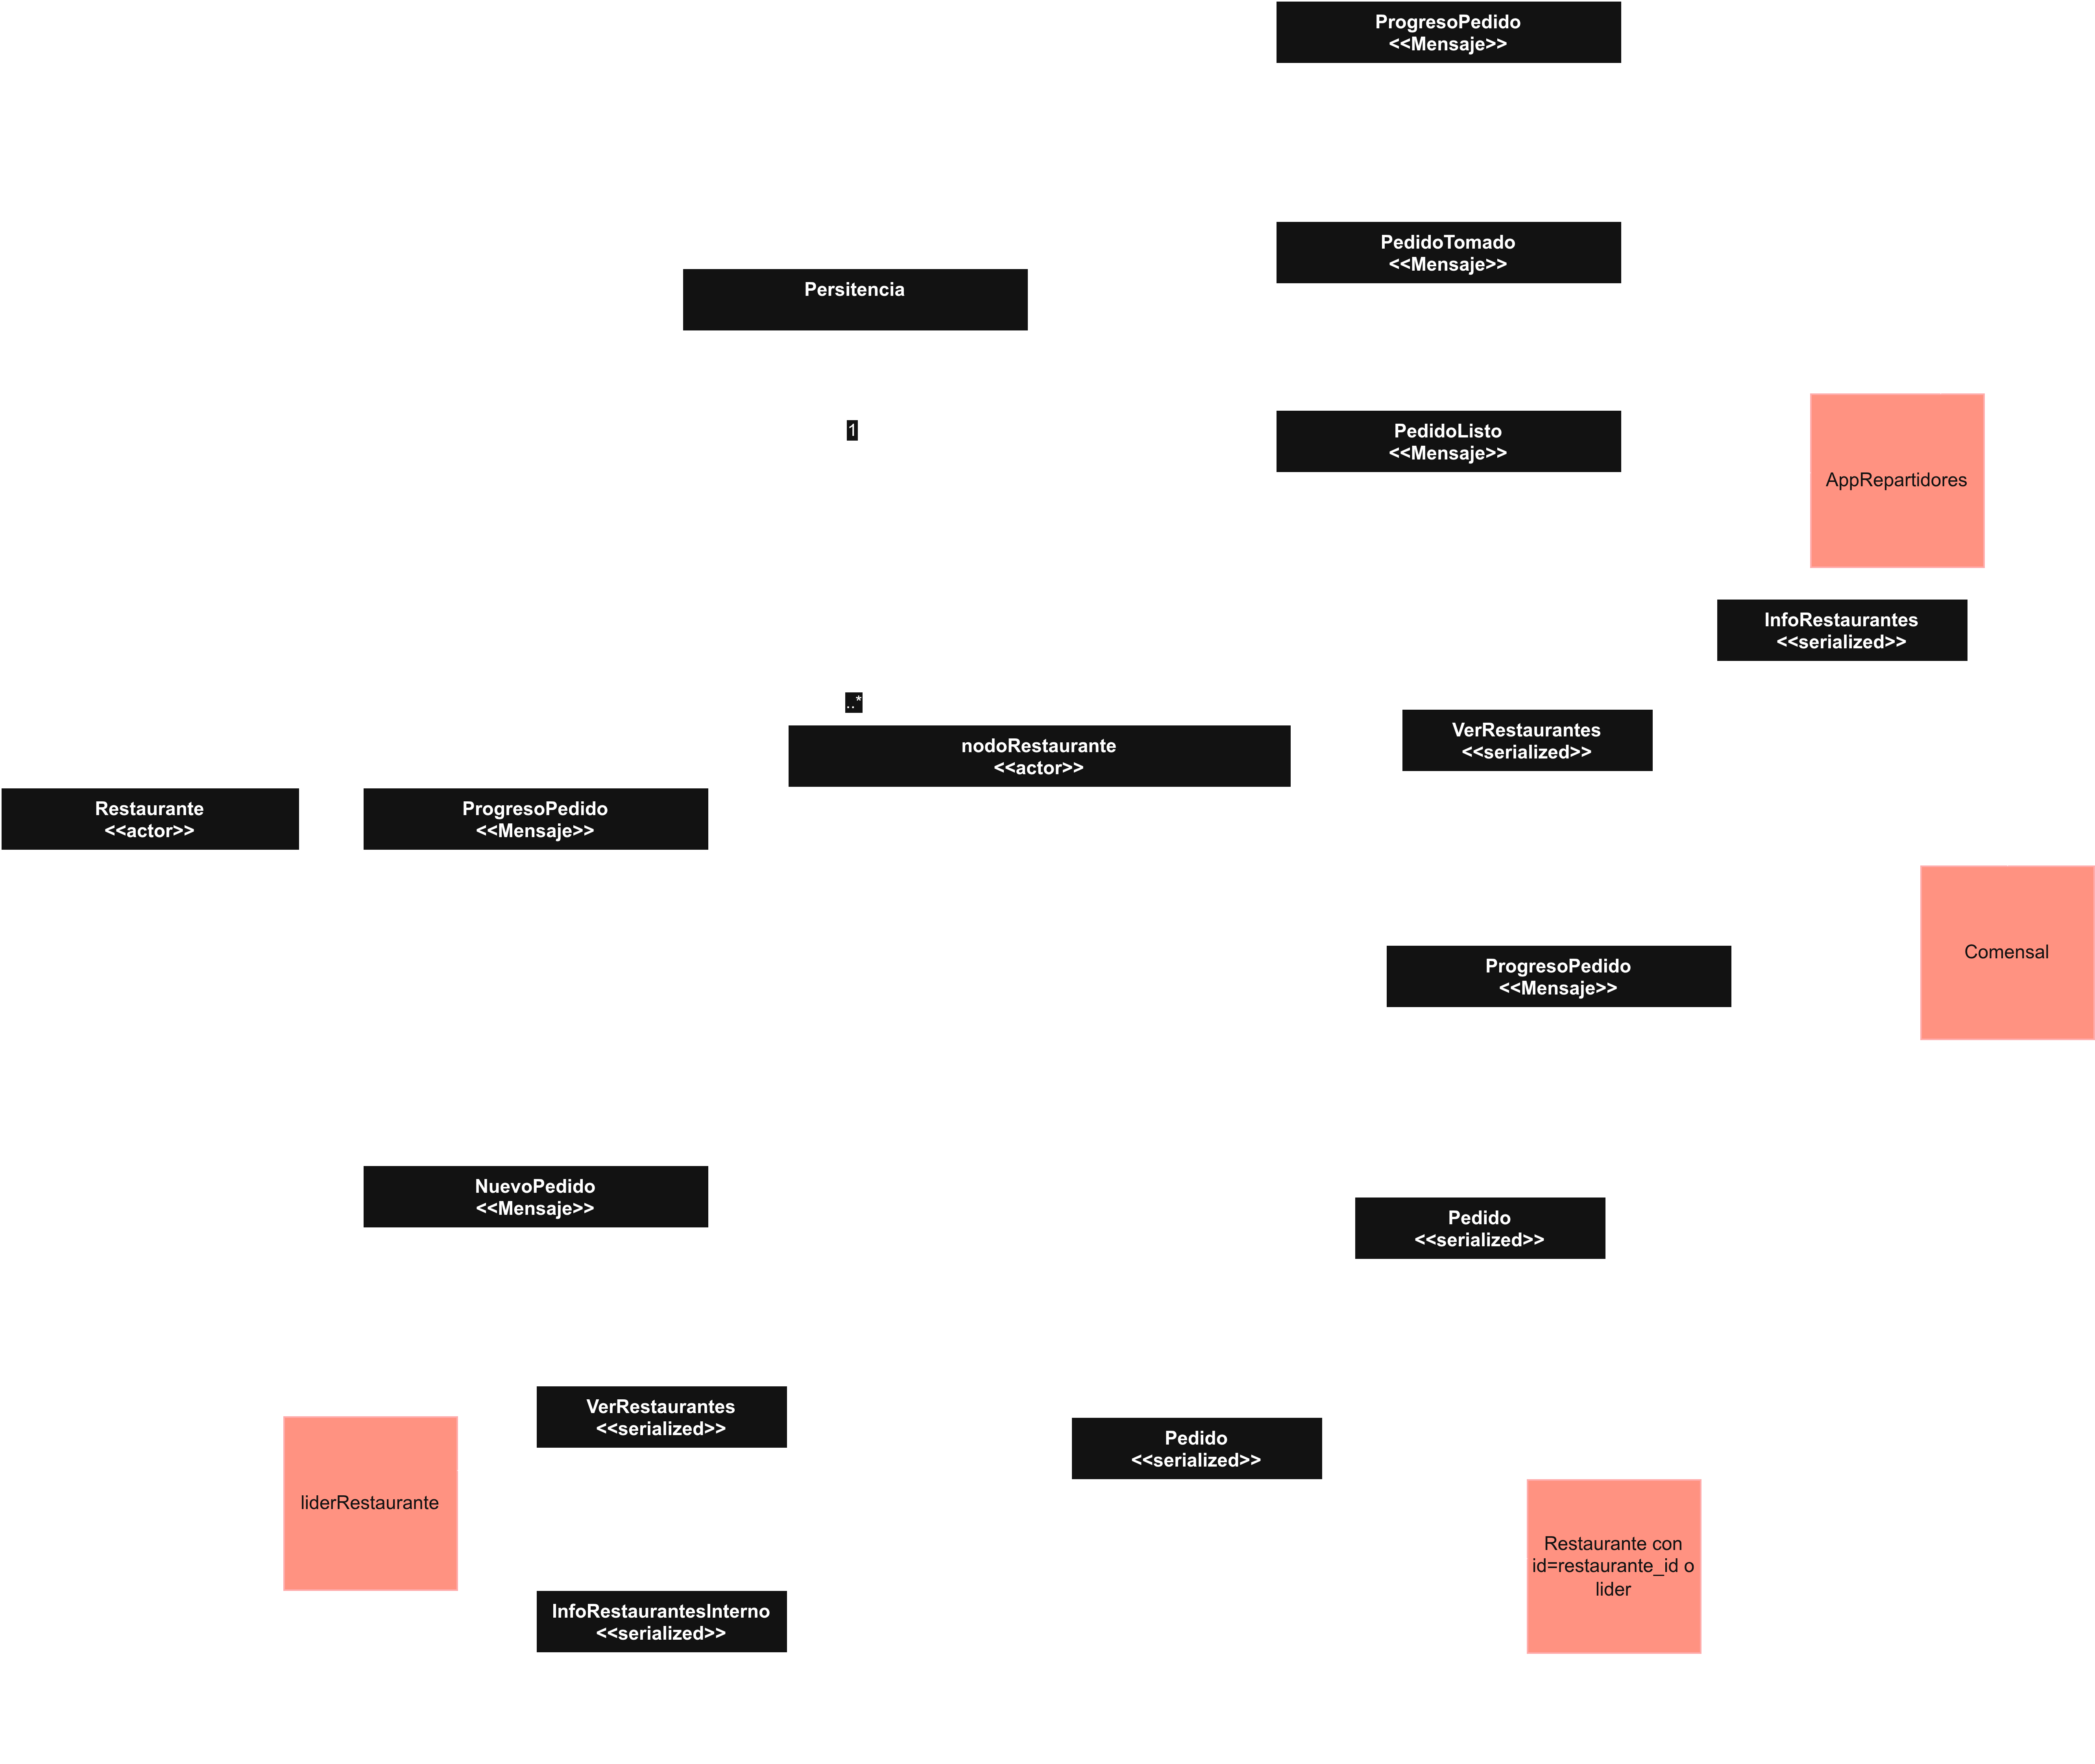 ProgresoPedido
<<Mensaje>>
PedidoTomado
<<Mensaje>>
Persitencia
1
PedidoListo
<<Mensaje>>
AppRepartidores
InfoRestaurantes
<<serialized>>
..*
nodoRestaurante
<<actor>>
VerRestaurantes
<<serialized>>
Restaurante
<<actor>>
ProgresoPedido
<<Mensaje>>
Comensal
ProgresoPedido
<<Mensaje>>
NuevoPedido
<<Mensaje>>
Pedido
<<serialized>>
VerRestaurantes
<<serialized>>
Pedido
<<serialized>>
liderRestaurante
Restaurante con
id=restaurante_id o
lider
InfoRestaurantesInterno
<<serialized>>